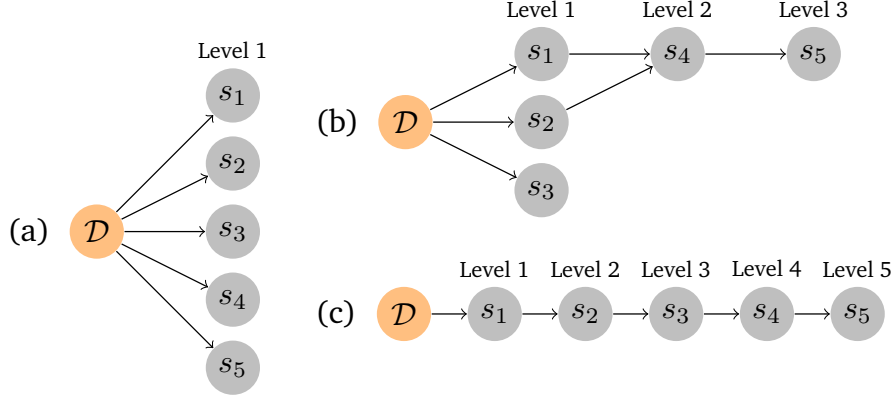 (a)
𝒟
Level 1
s₁
s₂
s₃
s₄
s₅
(b)
𝒟
Level 1 Level 2 Level 3
s₁ s₄ s₅
s₂
s₃
(c)
Level 1 Level 2 Level 3 Level 4 Level 5
𝒟 s₁ s₂ s₃ s₄ s₅